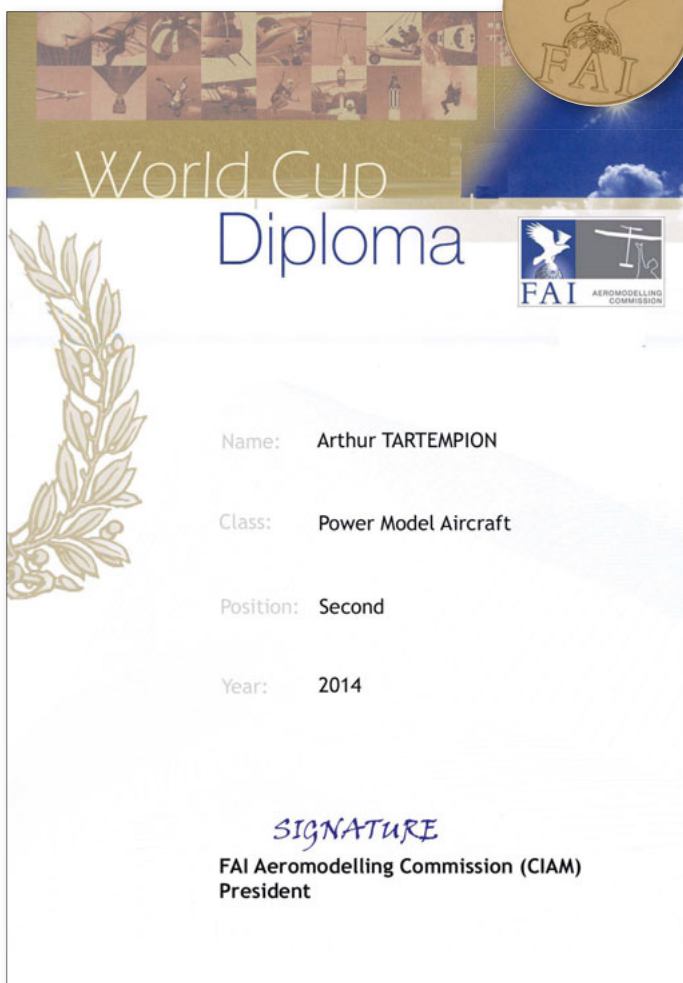 FAI
World Cup
Diploma
FAI AEROMODELLING
COMMISSION
Name: Arthur TARTEMPION
Class: Power Model Aircraft
Position: Second
Year: 2014
SIGNATURE
FAI Aeromodelling Commission (CIAM)
President